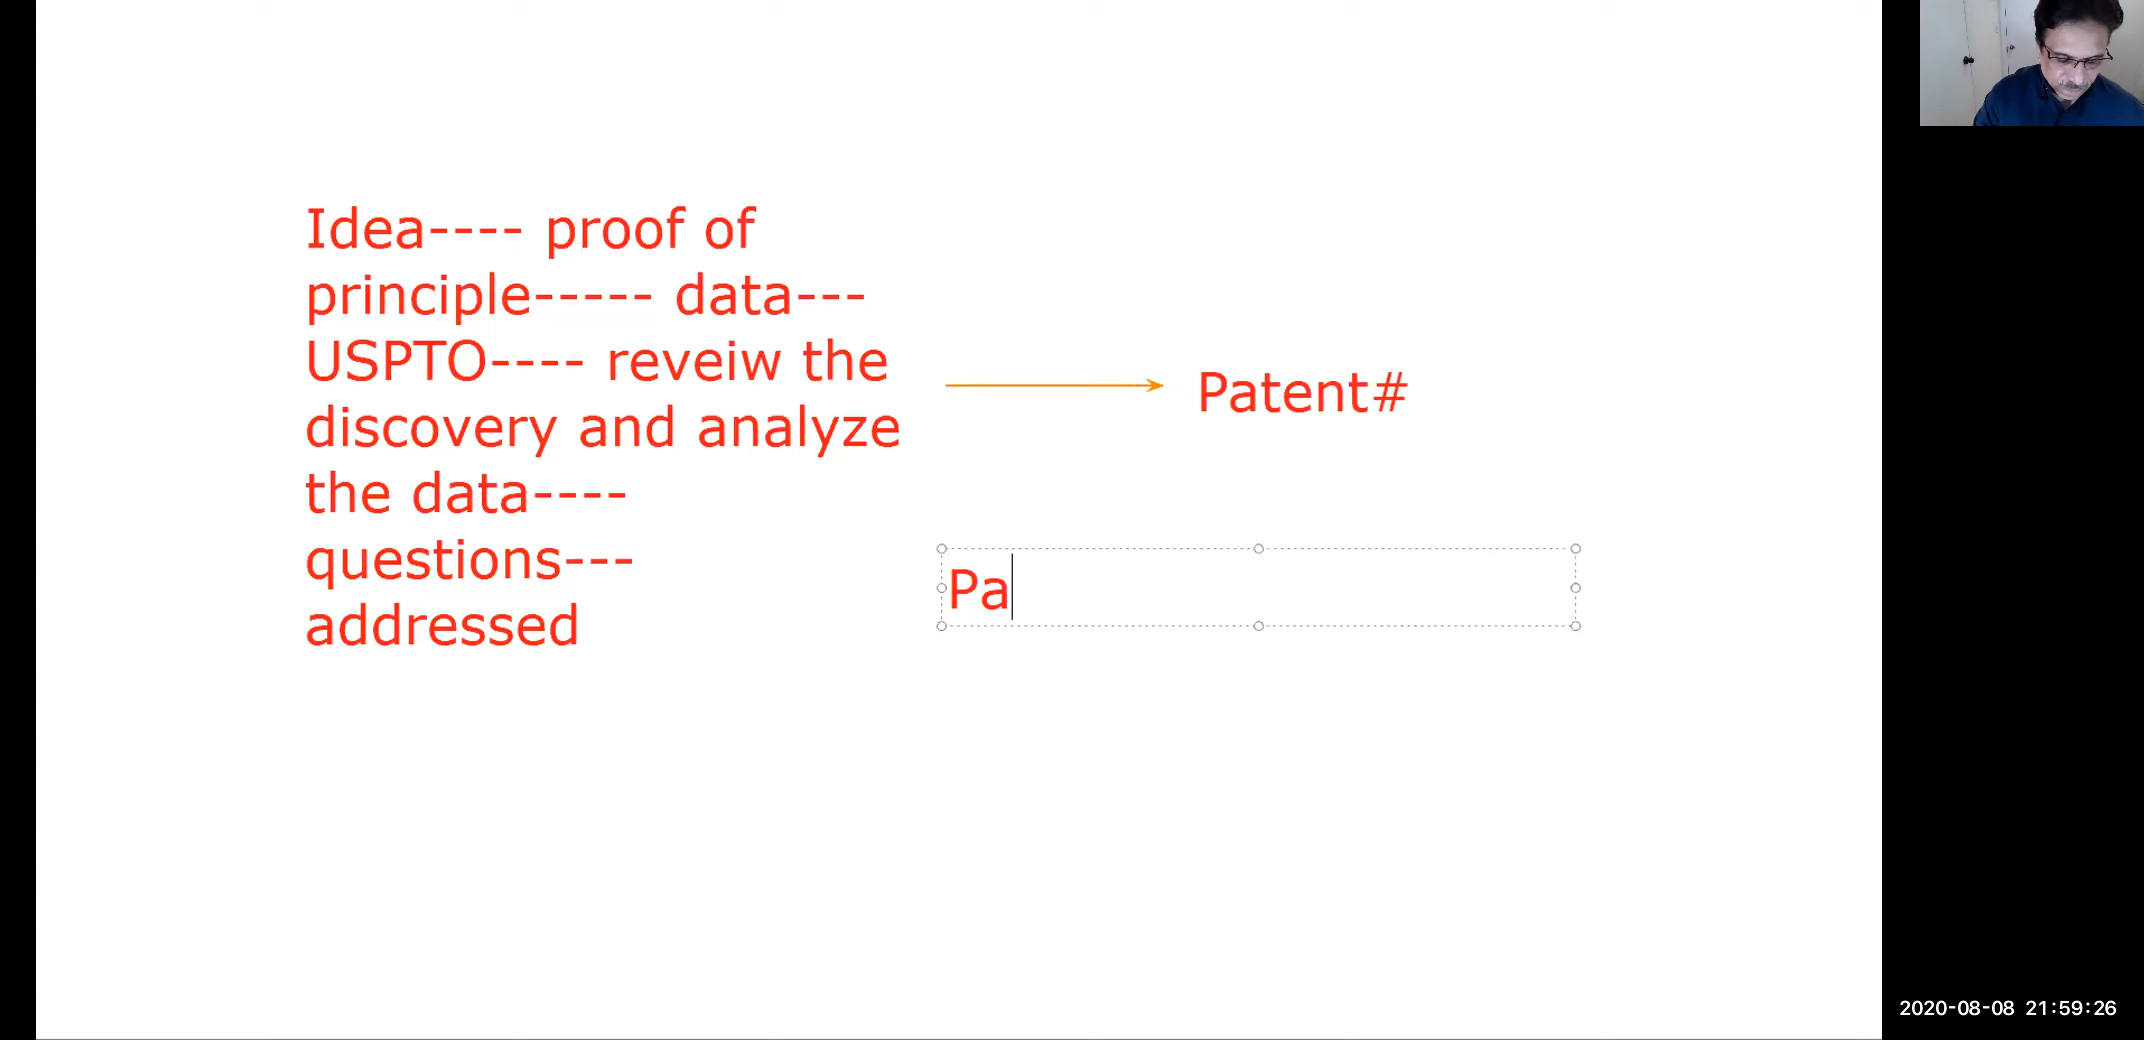 Idea---- proof of
principle----- data---
USPTO---- reveiw the
discovery and analyze
the data----
questions---
addressed
Patent#
Pa
2020-08-08 21:59:26